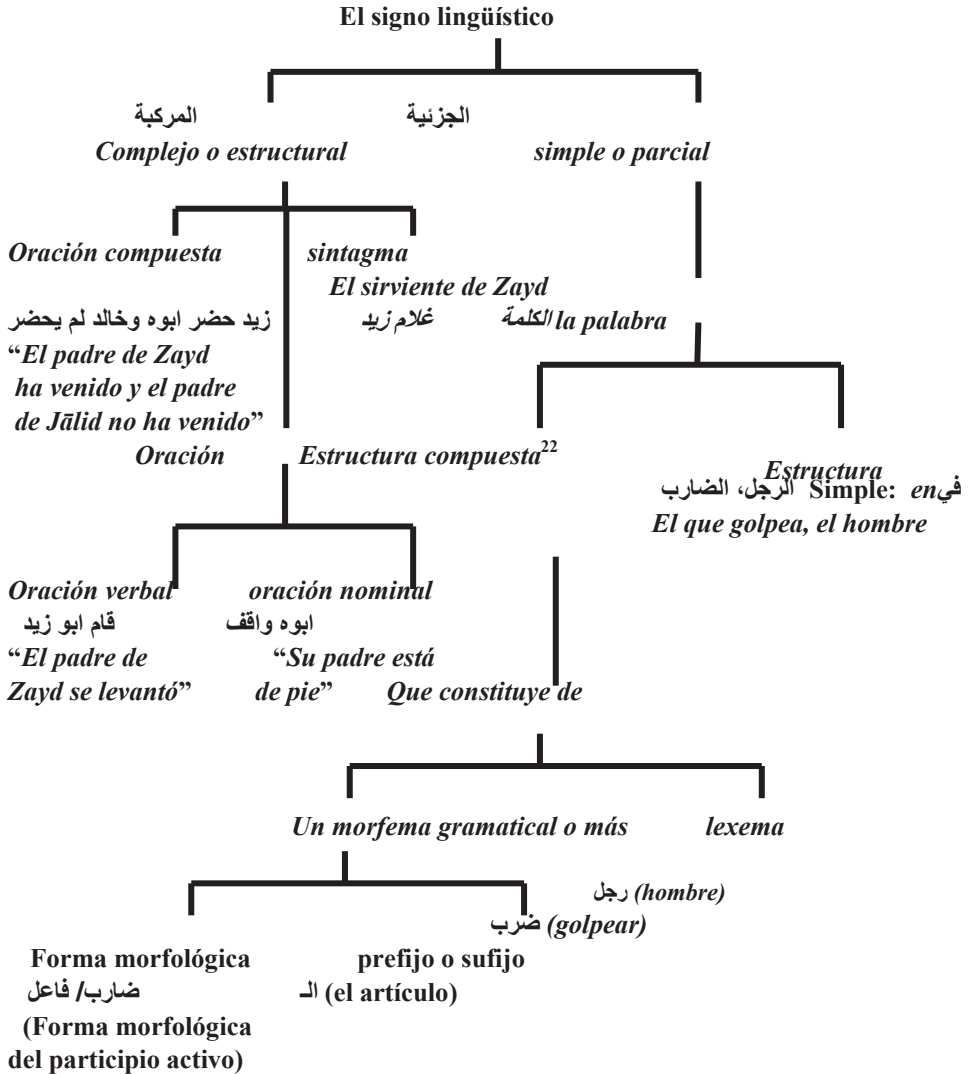 El signo lingüístico
المركبة الجزئية
Complejo o estructural simple o parcial
Oración compuesta sintagma
El sirviente de Zayd
زيد حضر ابوه وخالد لم يحضر غلام زيد الكلمة la palabra
“El padre de Zayd
ha venido y el padre
de Jālid no ha venido”
Oración Estructura compuesta22
Estructura
الرجل، الضارب Simple: enفي
El que golpea, el hombre
Oración verbal oración nominal
قام ابو زيد ابوه واقف
“El padre de “Su padre está
Zayd se levantó” de pie” Que constituye de
Un morfema gramatical o más lexema
رجل (hombre)
ضرب (golpear)
Forma morfológica prefijo o sufijo
ضارب/ فاعل الـ (el artículo)
(Forma morfológica
del participio activo)